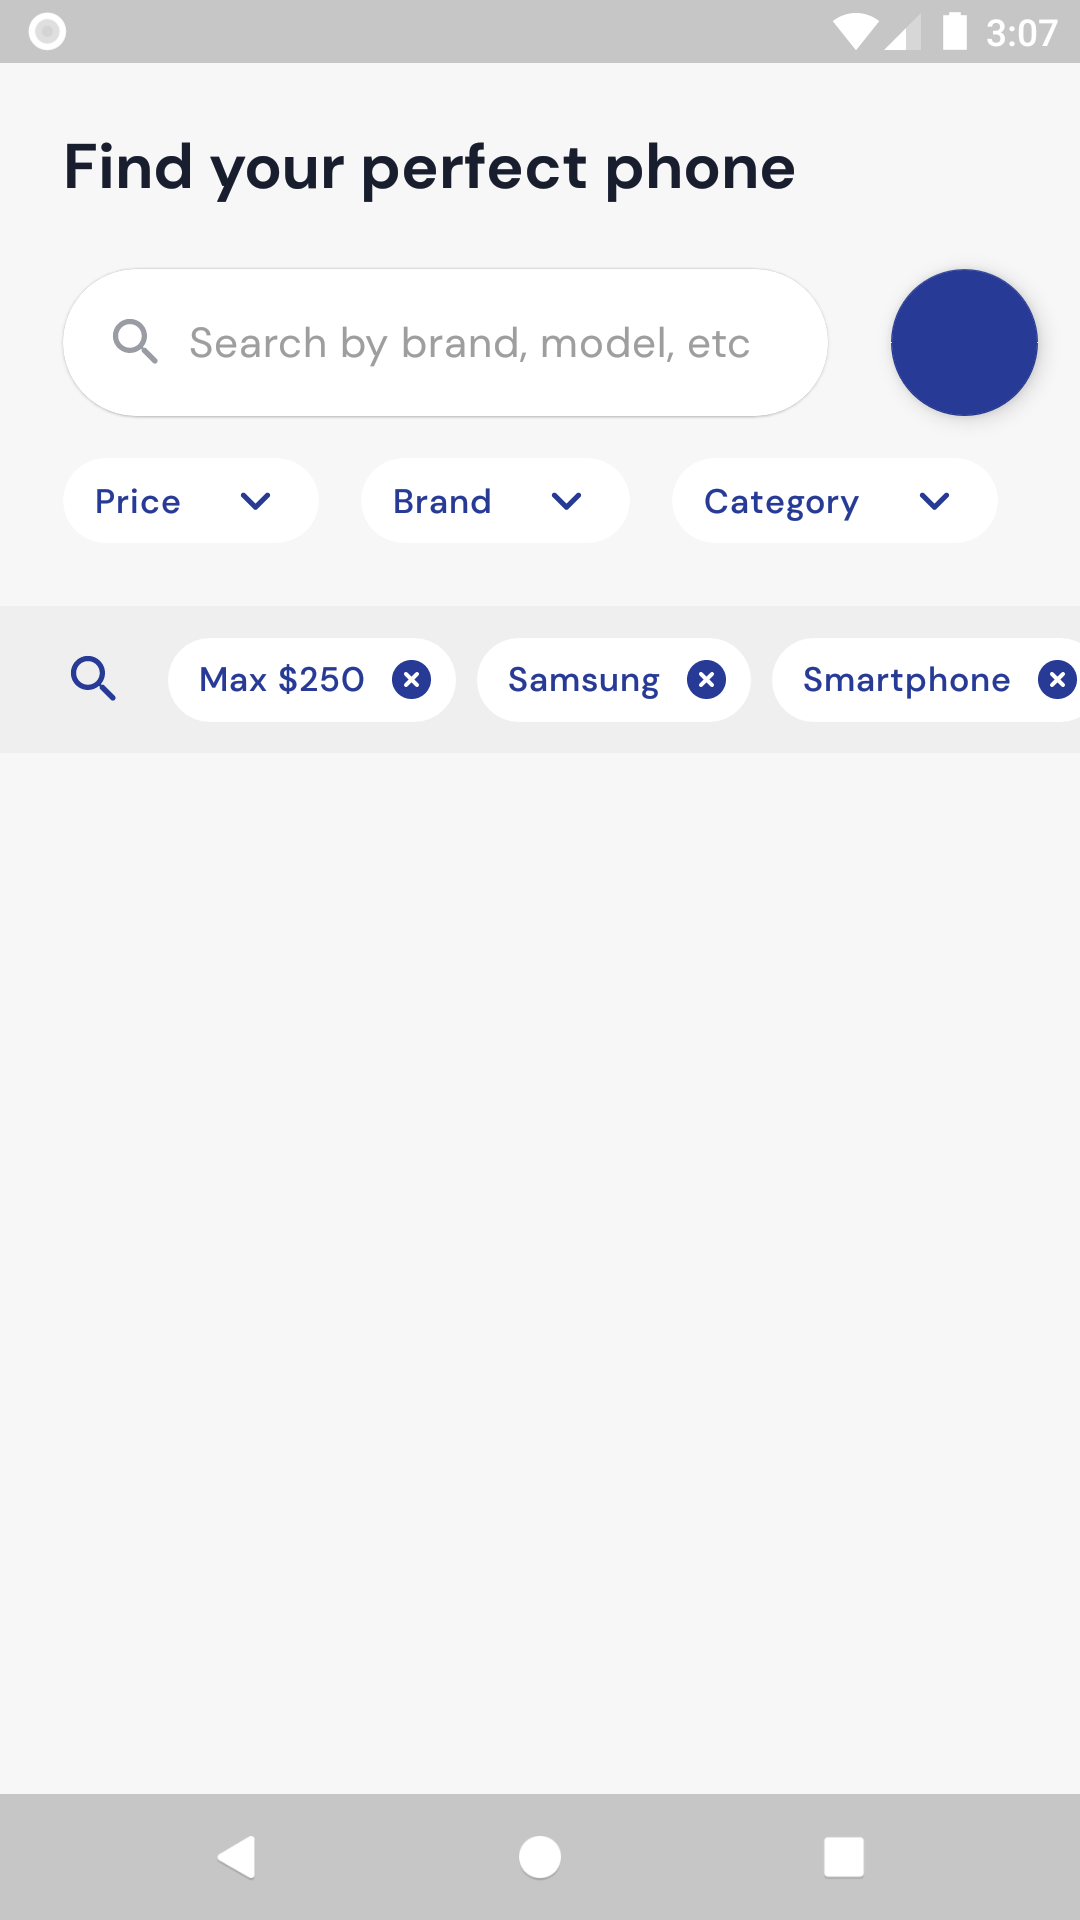 3:07
Find your perfect phone
Search by brand, model, etc
Price Brand Category
Max $250 Samsung Smartphone